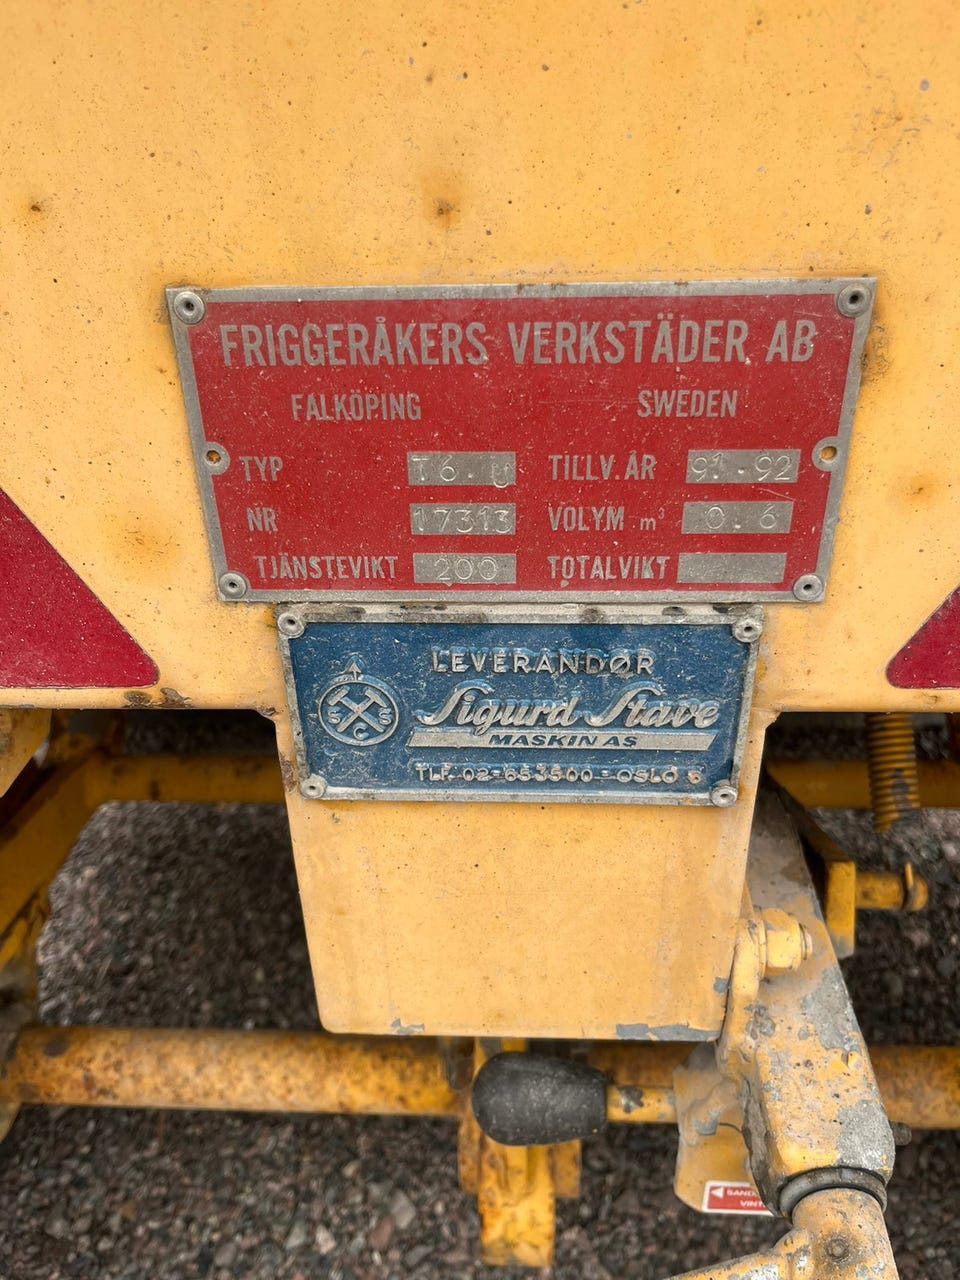 FRIGGERÅKERS VERKSTÄDER AB
FALKÖPING SWEDEN
TYP T6.U TILLV.ÅR 91.92
NR 17313 VOLYM m³ 0.6
TJÄNSTEVIKT 200 TOTALVIKT
LEVERANDØR
S S C
Sigurd Stave
MASKIN AS
TLF. 02-653500 - OSLO 6